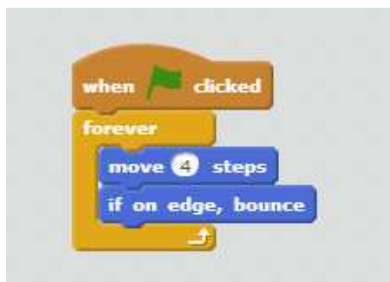 when clicked
forever
move 4 steps
if on edge, bounce